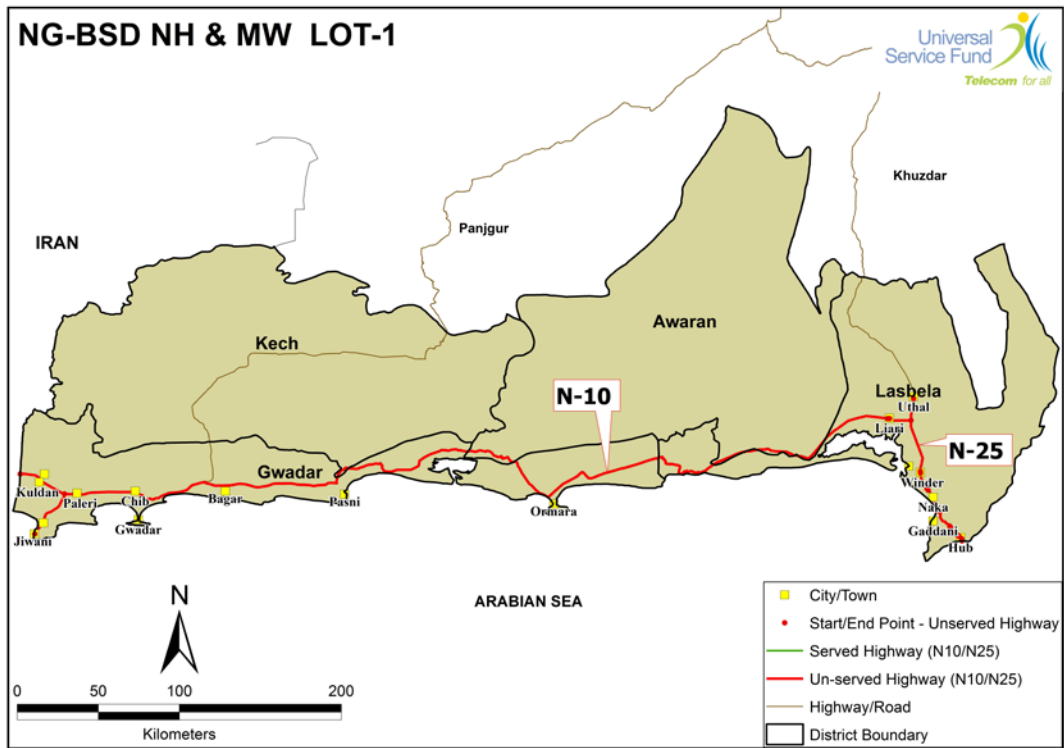 NG-BSD NH & MW LOT-1
Universal
Service Fund
Telecom for all
Khuzdar
Panjgur
IRAN
Kech
Awaran
N-10
Lasbela
Uthal
Liari
N-25
Gwadar
Winder
Kuldan
Paleri
Chib
Bagar
Pasni
Ormara
Naka
Gwadar
Gaddani
Jiwani
Hub
N
ARABIAN SEA
City/Town
Start/End Point - Unserved Highway
Served Highway (N10/N25)
Un-served Highway (N10/N25)
Highway/Road
District Boundary
0 50 100 200
Kilometers